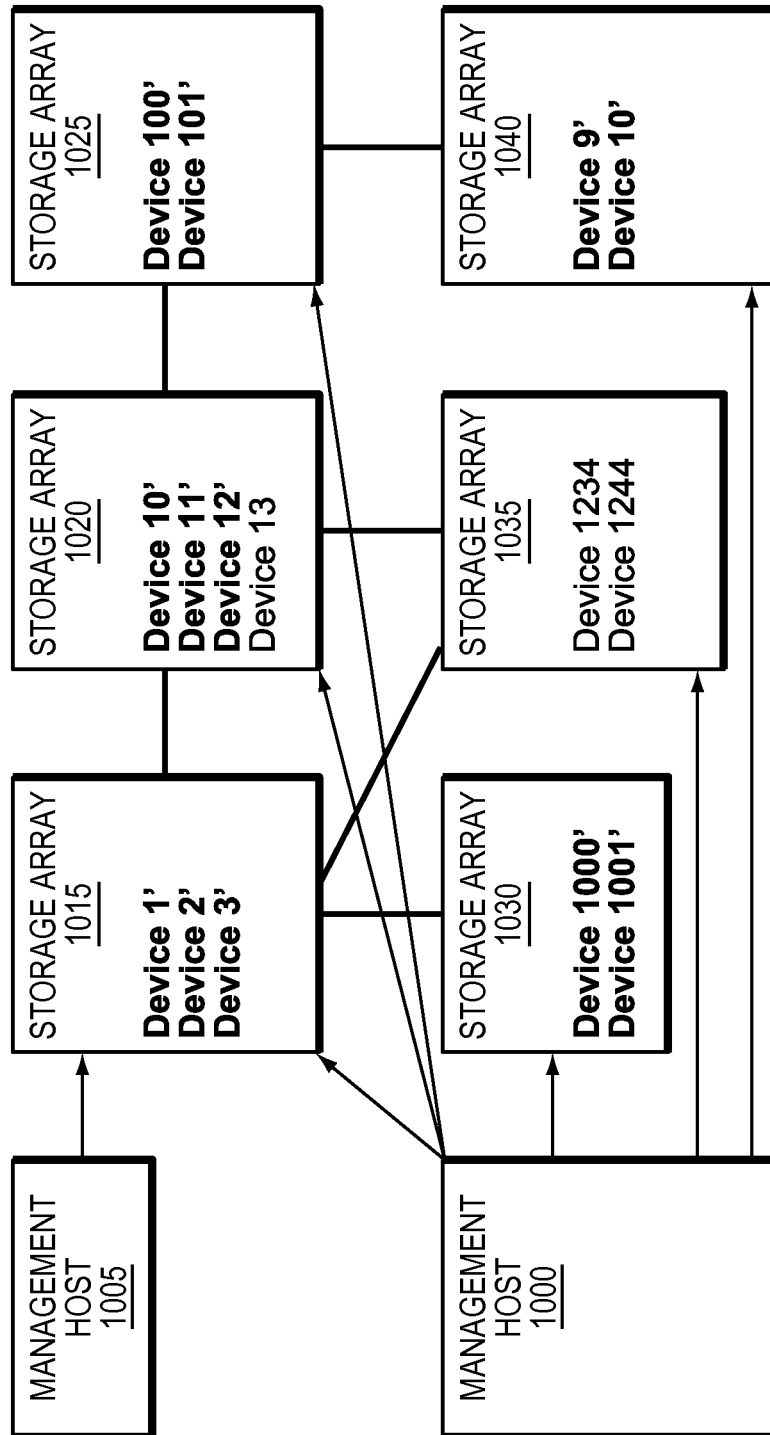 MANAGEMENT
HOST
1005
STORAGE ARRAY
1015
Device 1’
Device 2’
Device 3’
STORAGE ARRAY
1020
Device 10’
Device 11’
Device 12’
Device 13
STORAGE ARRAY
1025
Device 100’
Device 101’
MANAGEMENT
HOST
1000
STORAGE ARRAY
1030
Device 1000’
Device 1001’
STORAGE ARRAY
1035
Device 1234
Device 1244
STORAGE ARRAY
1040
Device 9’
Device 10’